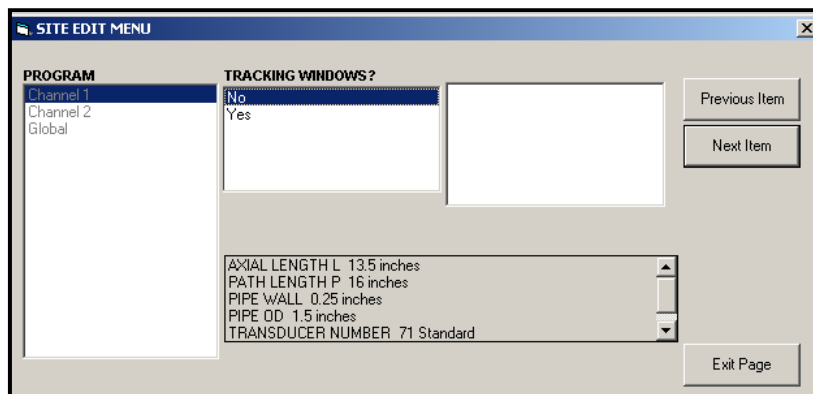 SITE EDIT MENU
PROGRAM
Channel 1
Channel 2
Global
TRACKING WINDOWS?
No
Yes
Previous Item
Next Item
AXIAL LENGTH L 13.5 inches
PATH LENGTH P 16 inches
PIPE WALL 0.25 inches
PIPE OD 1.5 inches
TRANSDUCER NUMBER 71 Standard
Exit Page